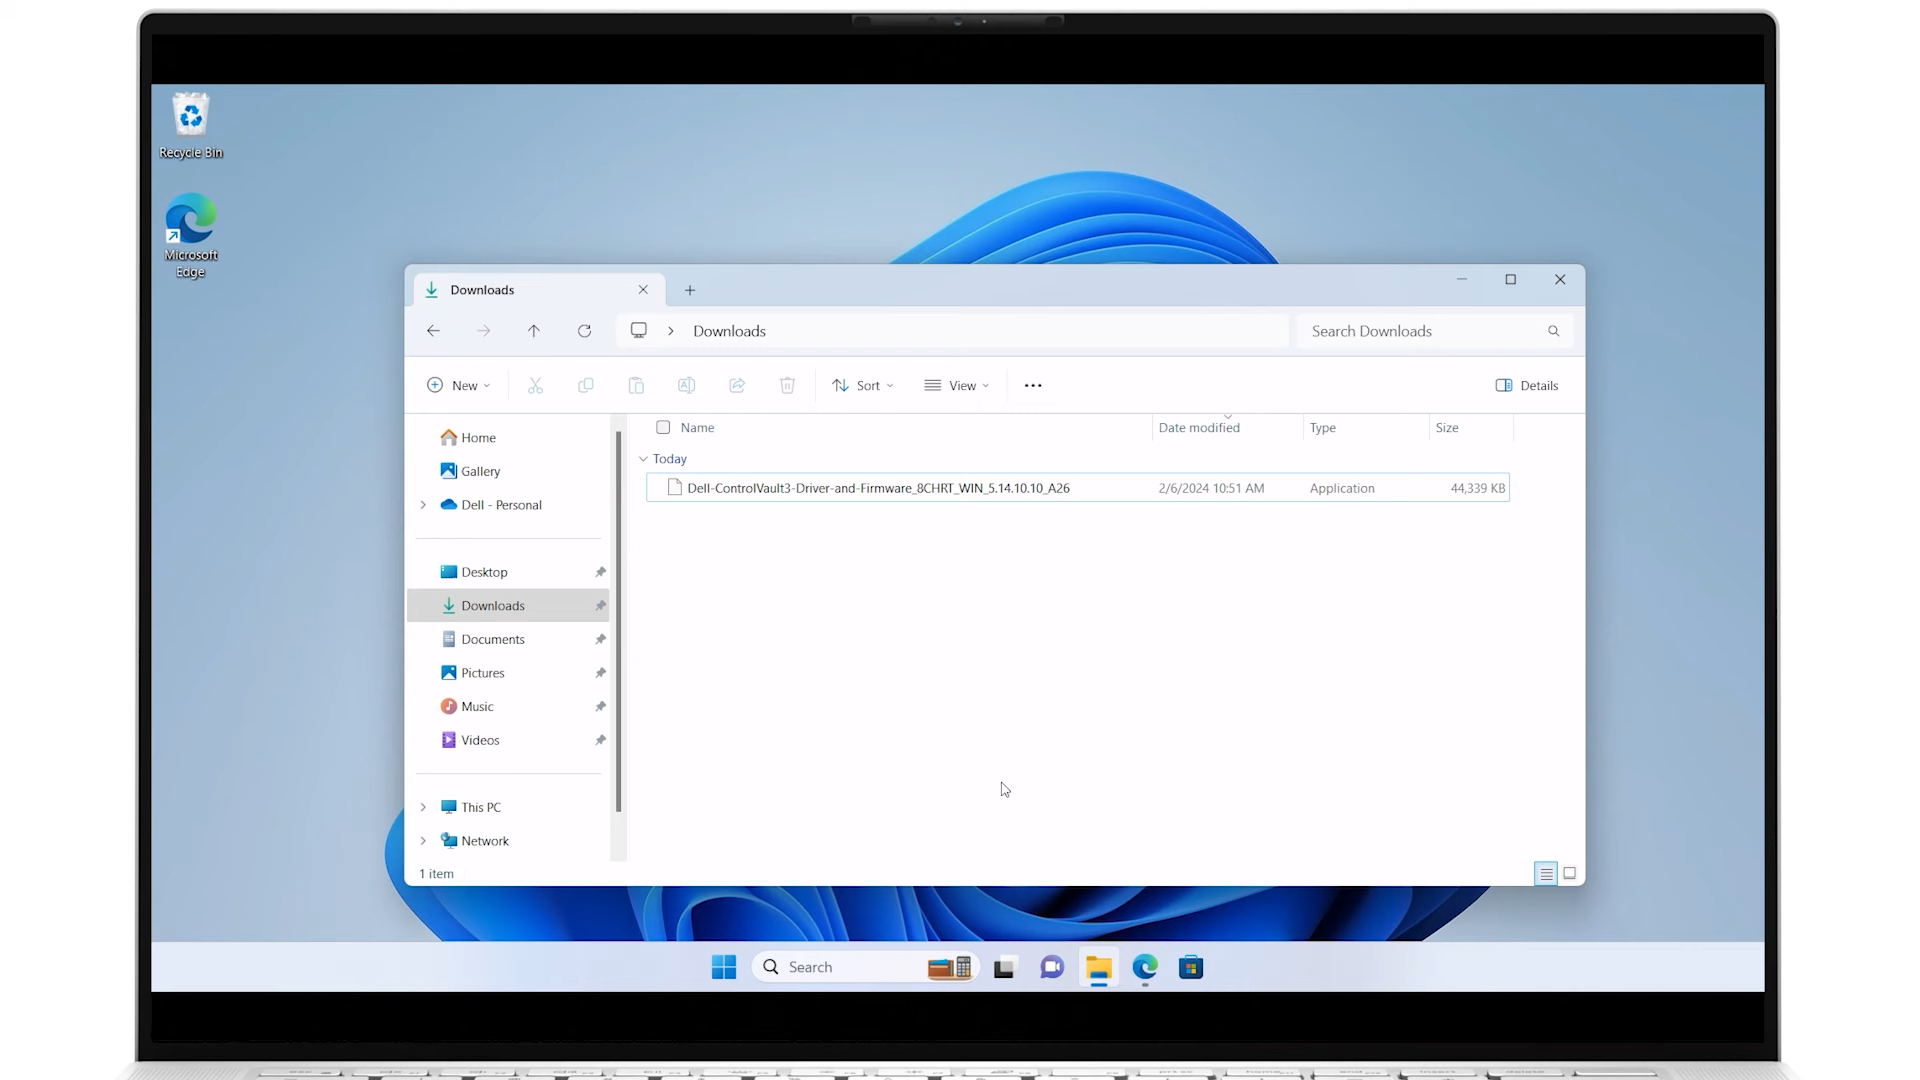 Recycle Bin
Microsoft
Edge
Downloads
Downloads
Search Downloads
New
Sort
View
Details
Home
Gallery
Dell - Personal
Desktop
Downloads
Documents
Pictures
Music
Videos
This PC
Network
Name
Date modified
Type
Size
Today
Dell-ControlVault3-Driver-and-Firmware_8CHRT_WIN_5.14.10.10_A26
2/6/2024 10:51 AM
Application
44,339 KB
1 item
Search